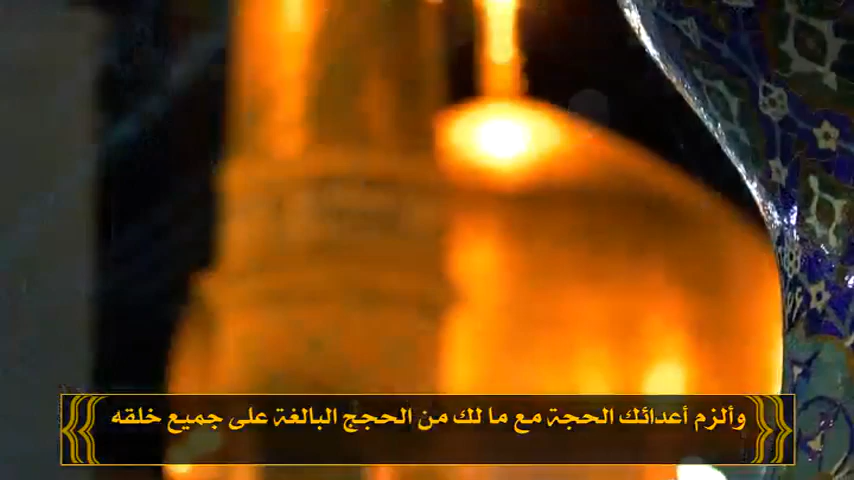 وألزم أعدائك الحجة مع ما لك من الحجج البالغة على جميع خلقه